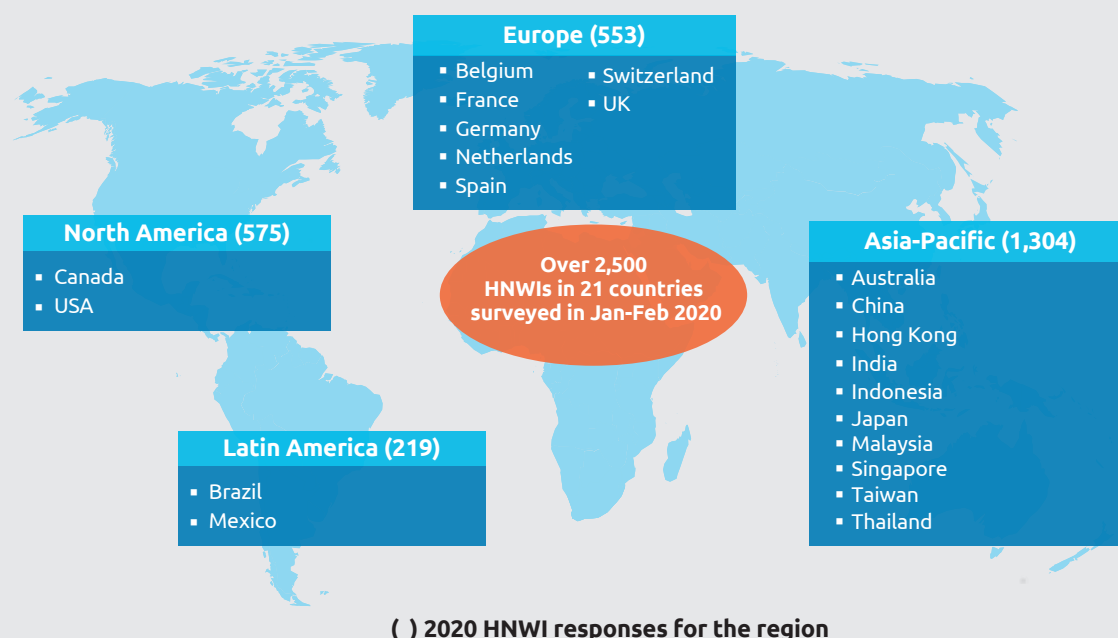 Europe (553)
▪ Belgium
▪ France
▪ Germany
▪ Netherlands
▪ Spain
▪ Switzerland
▪ UK
North America (575)
▪ Canada
▪ USA
Over 2,500
HNWIs in 21 countries
surveyed in Jan-Feb 2020
Asia-Pacific (1,304)
▪ Australia
▪ China
▪ Hong Kong
▪ India
▪ Indonesia
▪ Japan
▪ Malaysia
▪ Singapore
▪ Taiwan
▪ Thailand
Latin America (219)
▪ Brazil
▪ Mexico
( ) 2020 HNWI responses for the region